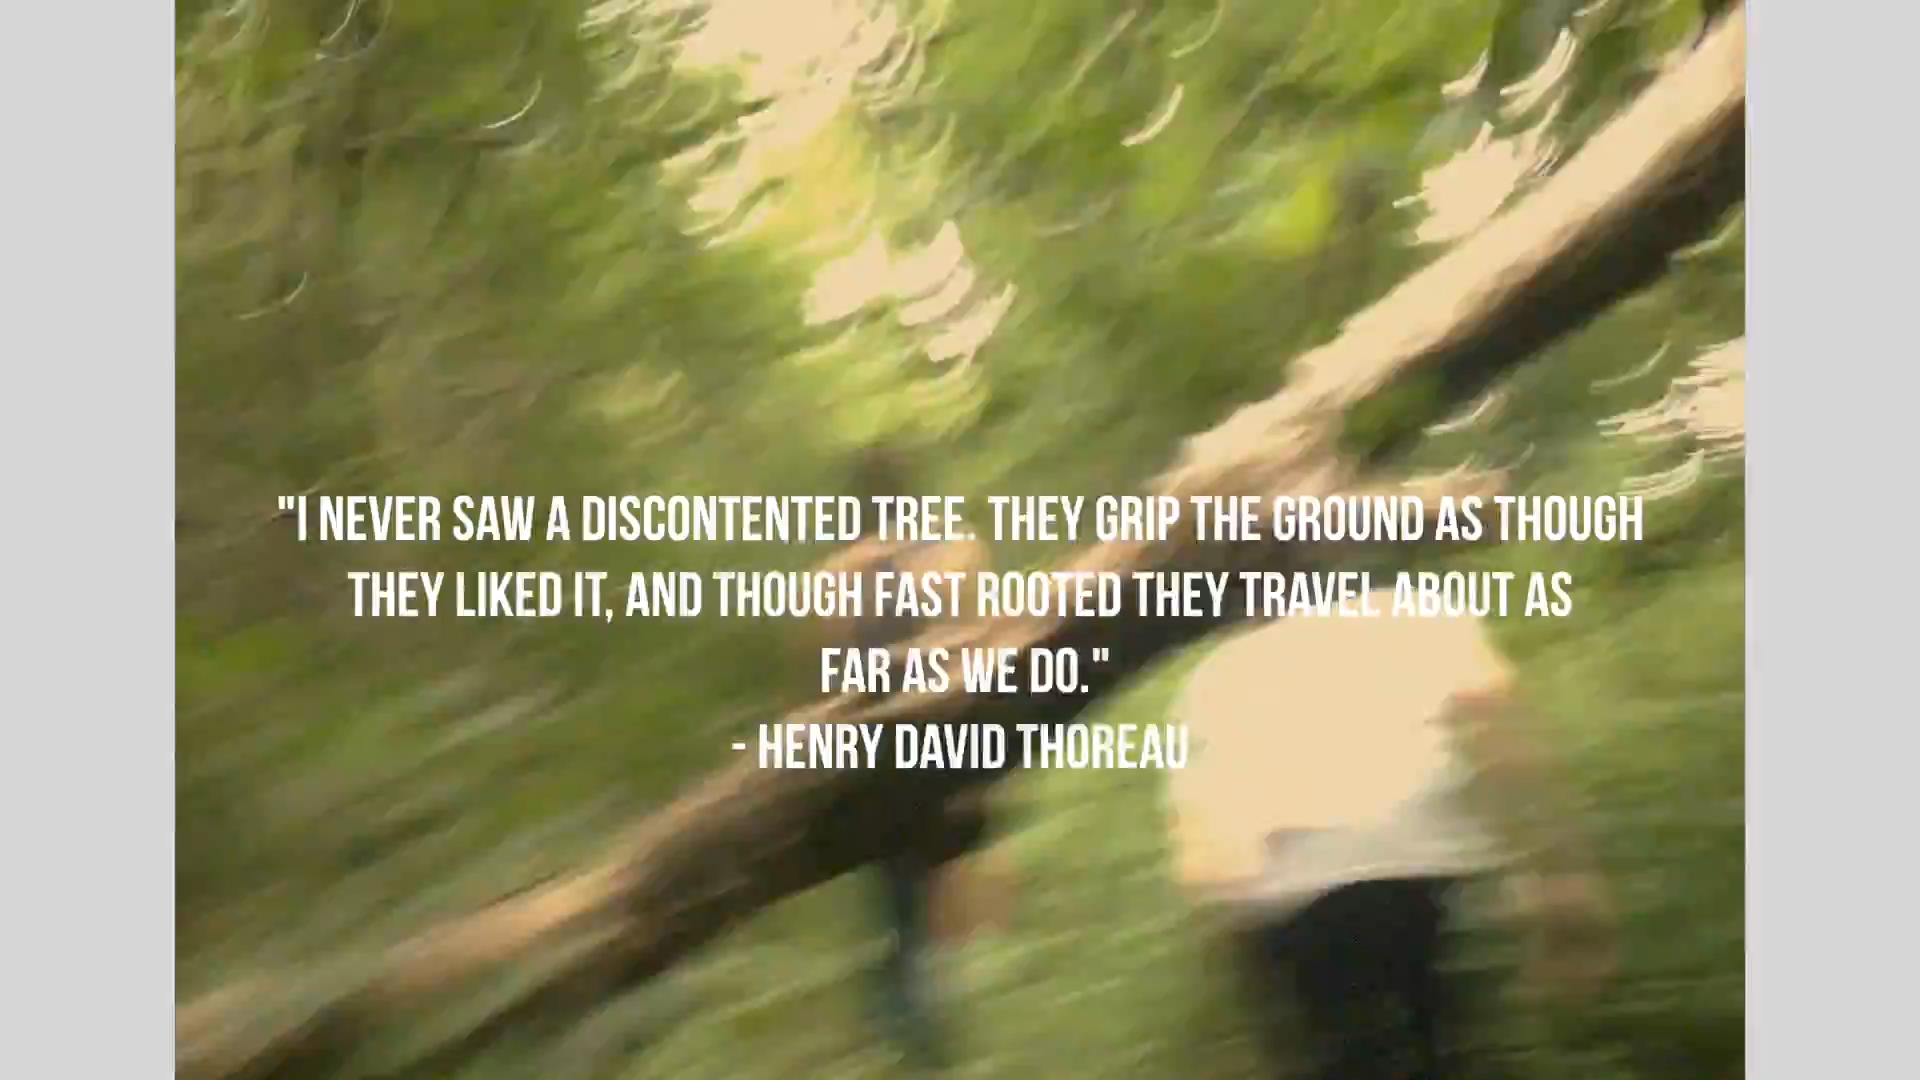 "I NEVER SAW A DISCONTENTED TREE. THEY GRIP THE GROUND AS THOUGH
THEY LIKED IT, AND THOUGH FAST ROOTED THEY TRAVEL ABOUT AS
FAR AS WE DO."
- HENRY DAVID THOREAU